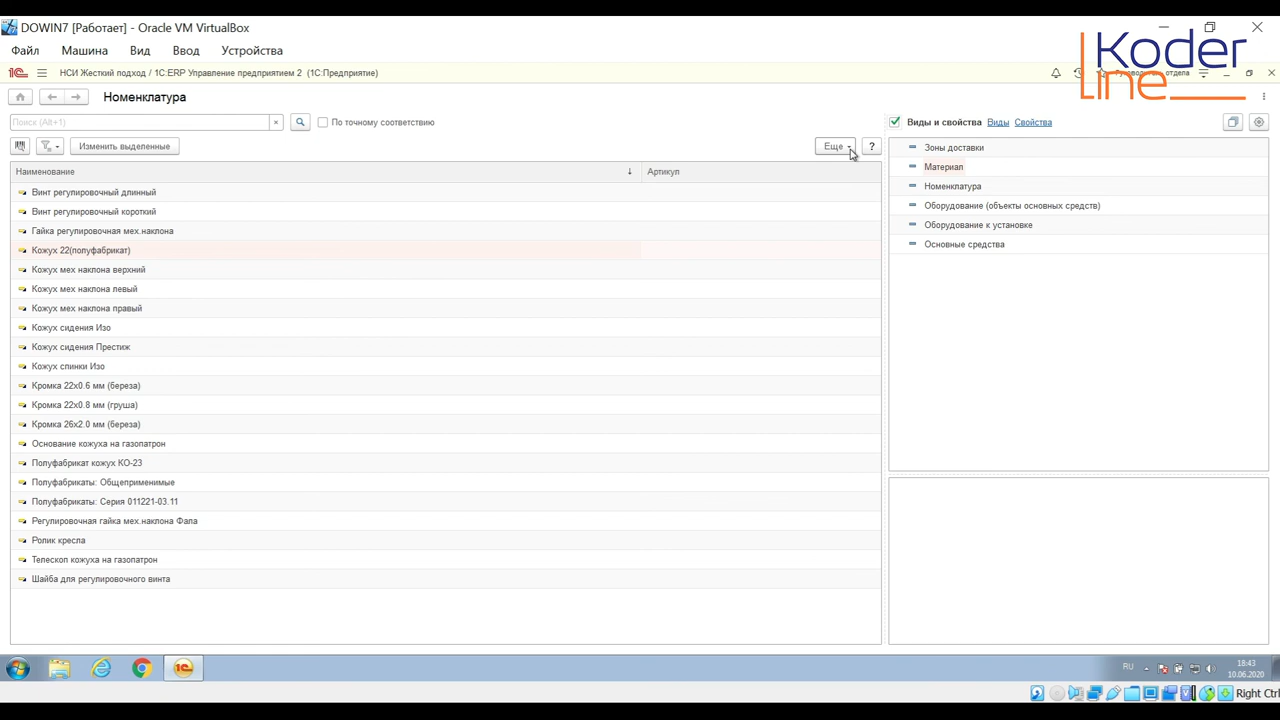 DOWIN7 [Работает] - Oracle VM VirtualBox
Файл Машина Вид Ввод Устройства
Koder
line
1С НСИ Жесткий подход / 1С:ERP Управление предприятием 2 (1С:Предприятие)
отдела
Номенклатура
Поиск (Alt+1) × По точному соответствию
Виды и свойства Виды Свойства
Изменить выделенные Еще ?
Наименование Артикул
Винт регулировочный длинный
Винт регулировочный короткий
Гайка регулировочная мех.наклона
Кожух 22(полуфабрикат)
Кожух мех наклона верхний
Кожух мех наклона левый
Кожух мех наклона правый
Кожух сидения Изо
Кожух сидения Престиж
Кожух спинки Изо
Кромка 22х0.6 мм (береза)
Кромка 22х0.8 мм (груша)
Кромка 26х2.0 мм (береза)
Основание кожуха на газопатрон
Полуфабрикат кожух КО-23
Полуфабрикаты: Общеприменимые
Полуфабрикаты: Серия 011221-03.11
Регулировочная гайка мех.наклона Фала
Ролик кресла
Телескоп кожуха на газопатрон
Шайба для регулировочного винта
Зоны доставки
Материал
Номенклатура
Оборудование (объекты основных средств)
Оборудование к установке
Основные средства
RU
18:43
10.06.2020
Right Ctrl